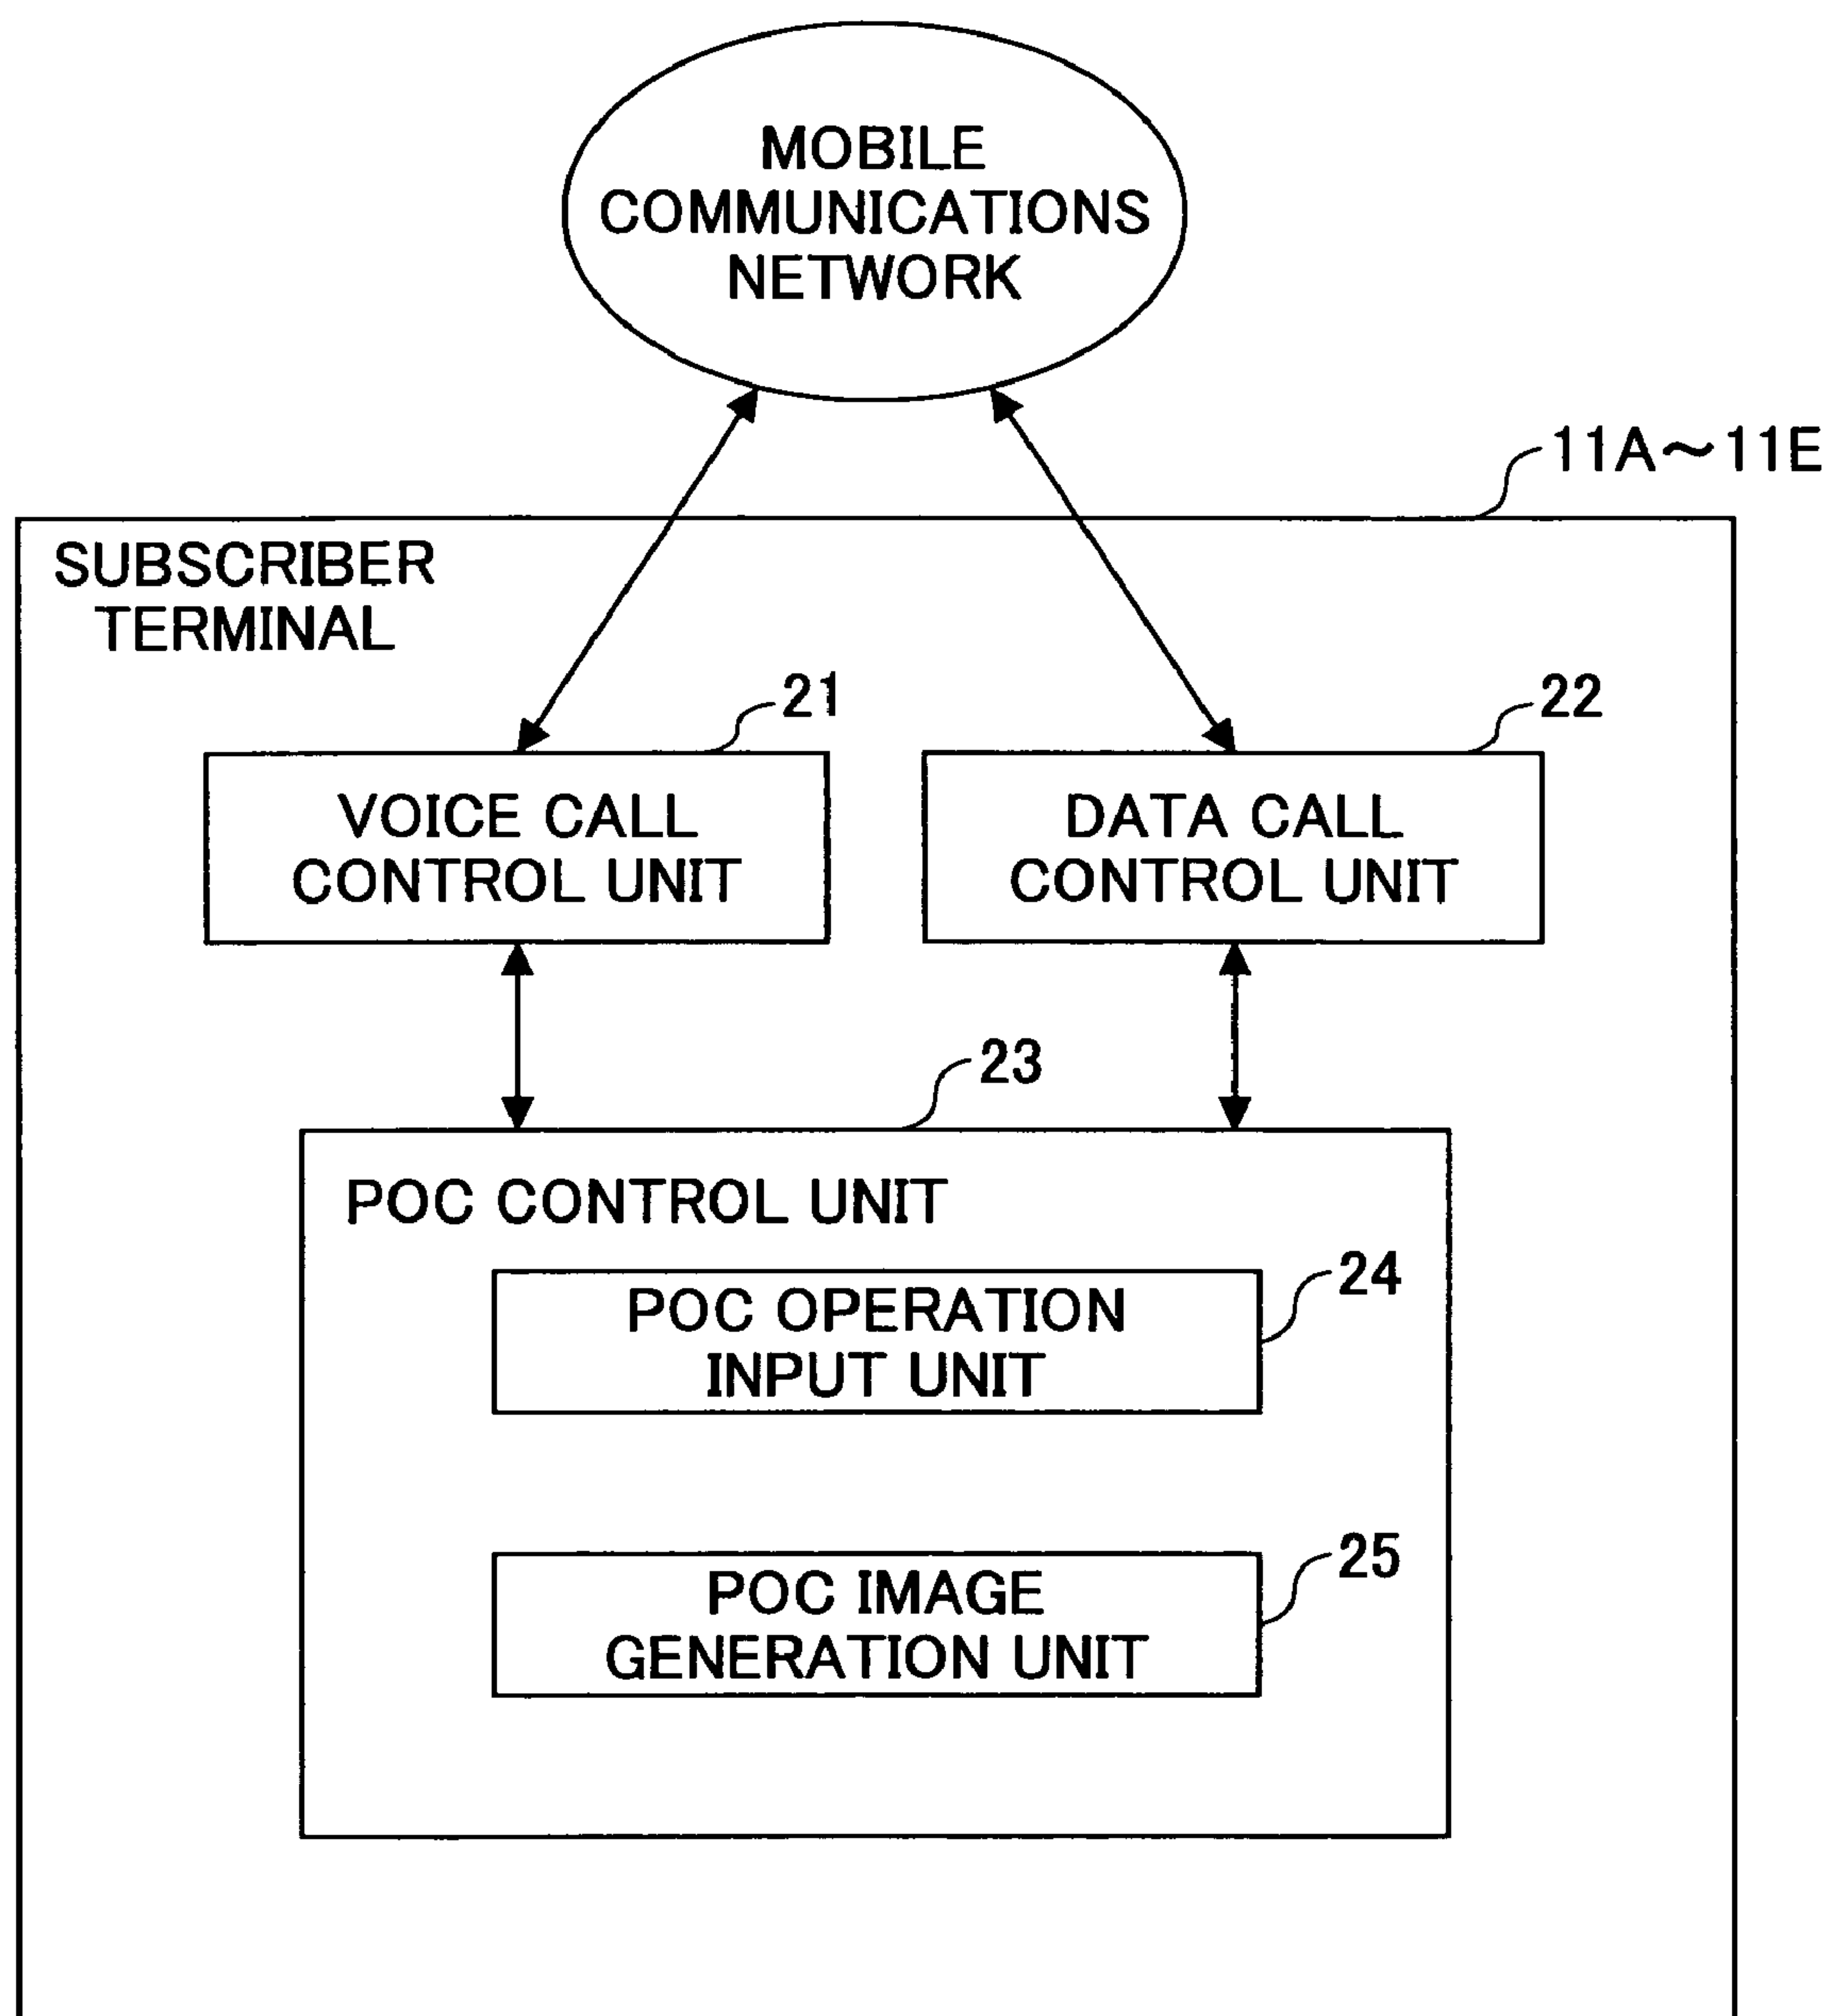 MOBILE
COMMUNICATIONS
NETWORK
11A～11E
SUBSCRIBER
TERMINAL
21
22
VOICE CALL
CONTROL UNIT
DATA CALL
CONTROL UNIT
23
POC CONTROL UNIT
24
POC OPERATION
INPUT UNIT
25
POC IMAGE
GENERATION UNIT